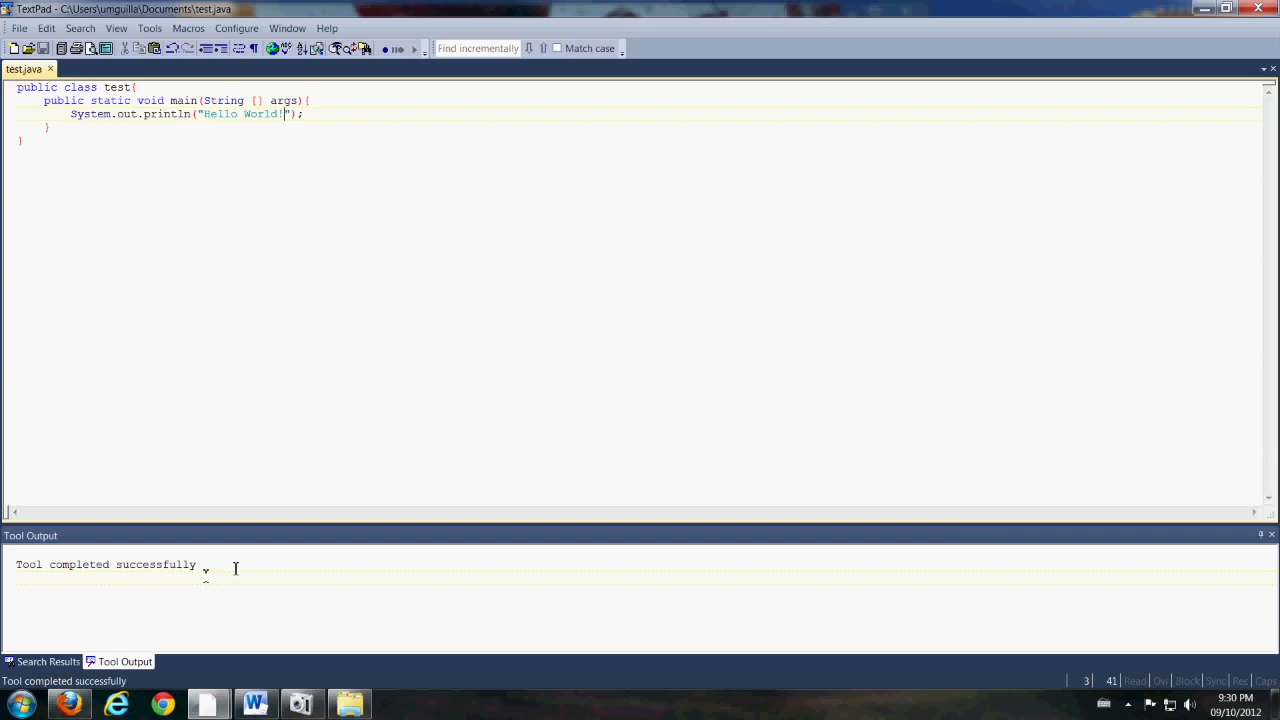 TextPad - C:\Users\umguilla\Documents\test.java
File Edit Search View Tools Macros Configure Window Help
Find incrementally Match case
test.java
public class test{
    public static void main(String [] args){
        System.out.println("Hello World!");
    }
}
Tool Output
Tool completed successfully
Search Results Tool Output
Tool completed successfully 3 41 Read Ovr Block Sync Rec Caps
9:30 PM
09/10/2012